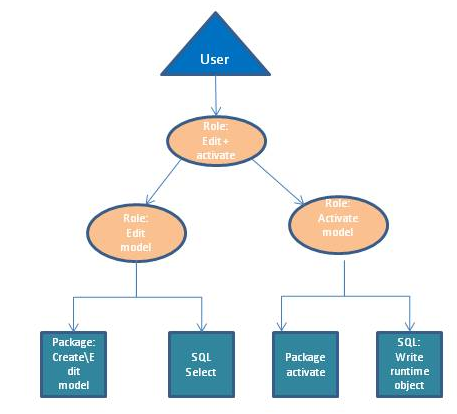 User
Role:
Edit +
activate
Role:
Edit
model
Role:
Activate
model
Package:
Create\E
dit
model
SQL
Select
Package
activate
SQL:
Write
runtime
object